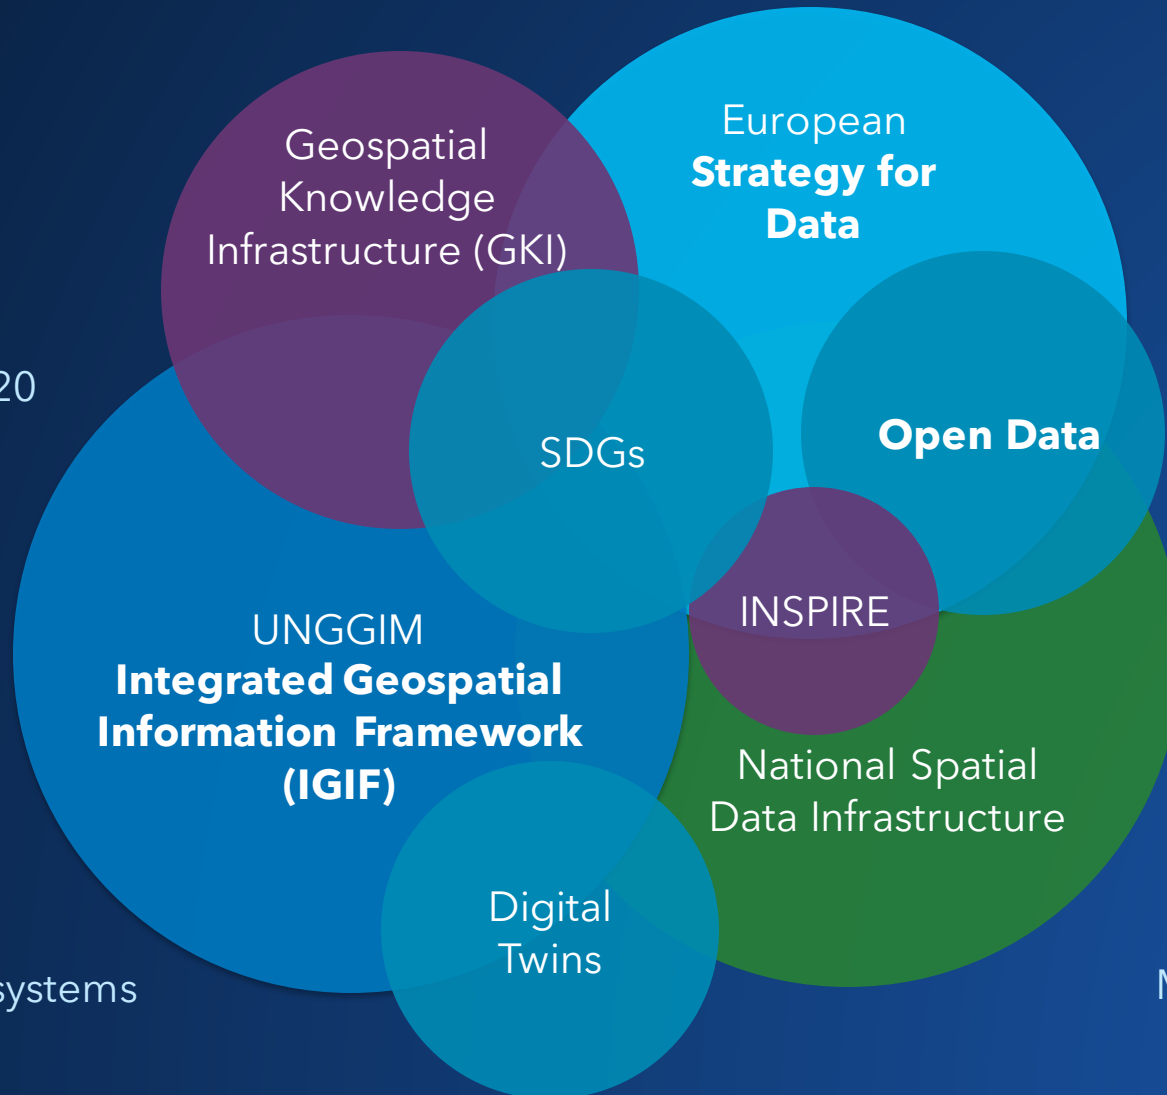 Geospatial
Knowledge
Infrastructure (GKI)
European
Strategy for
Data
20
SDGs
Open Data
INSPIRE
UNGGIM
Integrated Geospatial
Information Framework
(IGIF)
National Spatial
Data Infrastructure
Digital
Twins
systems